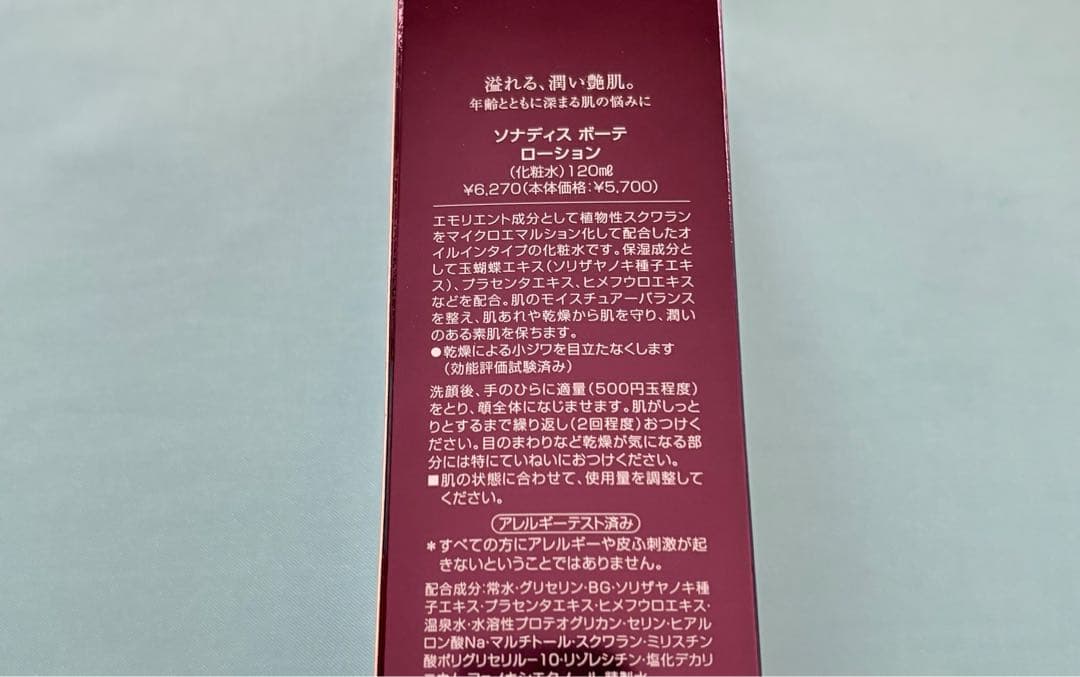 溢れる、潤い艶肌。
年齢とともに深まる肌の悩みに
ソナディス ボーテ
ローション
(化粧水)120㎖
¥6,270(本体価格:¥5,700)
エモリエント成分として植物性スクワラン
をマイクロエマルション化して配合したオ
イルインタイプの化粧水です。保湿成分と
して玉蝴蝶エキス(ソリザヤノキ種子エキ
ス)、プラセンタエキス、ヒメフウロエキス
などを配合。肌のモイスチュアーバランス
を整え、肌あれや乾燥から肌を守り、潤い
のある素肌を保ちます。
●乾燥による小ジワを目立たなくします
(効能評価試験済み)
洗顔後、手のひらに適量(500円玉程度)
をとり、顔全体になじませます。肌がしっと
りとするまで繰り返し(2回程度)おつけく
ださい。目のまわりなど乾燥が気になる部
分には特にていねいにおつけください。
■肌の状態に合わせて、使用量を調整して
ください。
アレルギーテスト済み
*すべての方にアレルギーや皮ふ刺激が起
きないということではありません。
配合成分:常水・グリセリン・BG・ソリザヤノキ種
子エキス・プラセンタエキス・ヒメフウロエキス・
温泉水・水溶性プロテオグリカン・セリン・ヒアル
ロン酸Na・マルチトール・スクワラン・ミリスチン
酸ポリグリセリル-10・リゾレシチン・塩化デカリ